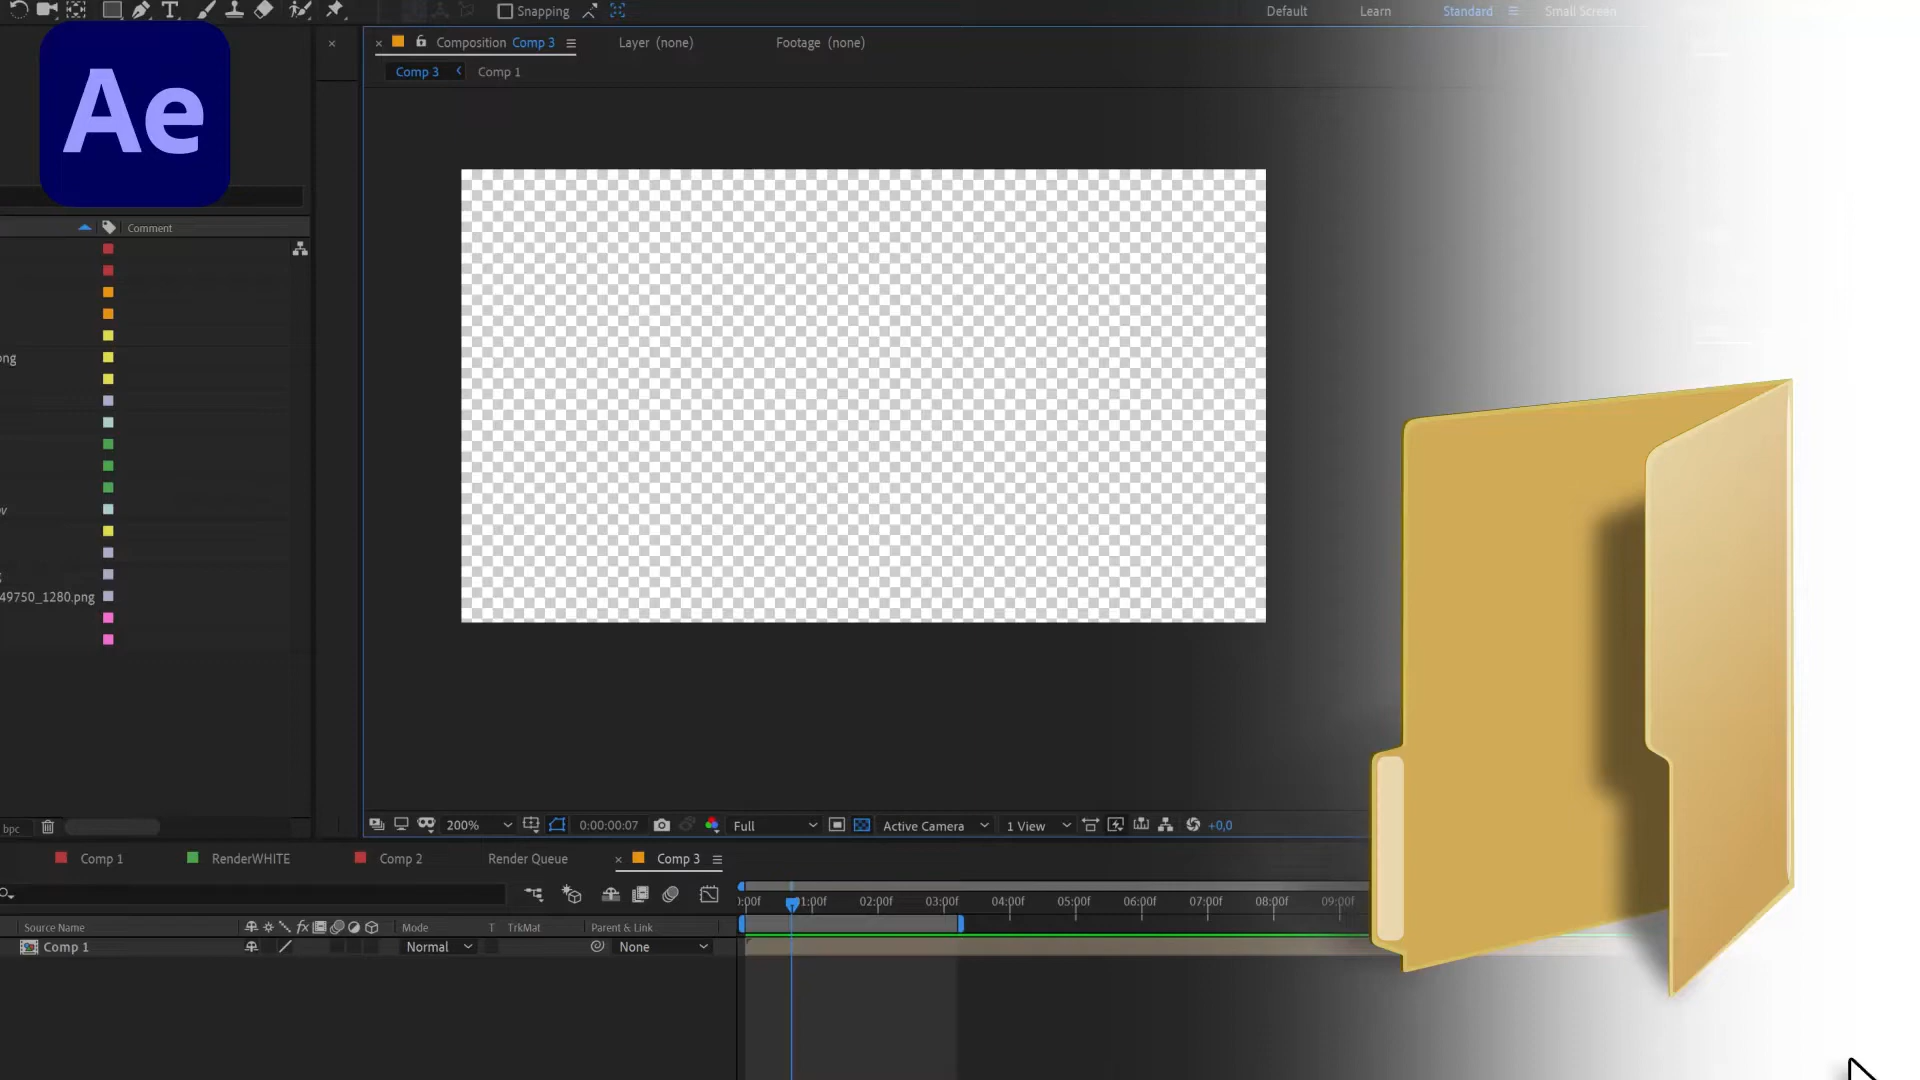 Snapping
Default
Learn
Standard
Small Screen
Ae
Composition Comp 3
Layer (none)
Footage (none)
Comp 3
Comp 1
Comment
png
49750_1280.png
bpc
200%
0:00:00:07
Full
Active Camera
1 View
+0,0
Comp 1
RenderWHITE
Comp 2
Render Queue
Comp 3
:00f
01:00f
02:00f
03:00f
04:00f
05:00f
06:00f
07:00f
08:00f
09:00f
Source Name
fx
Mode
T
TrkMat
Parent & Link
Comp 1
Normal
None